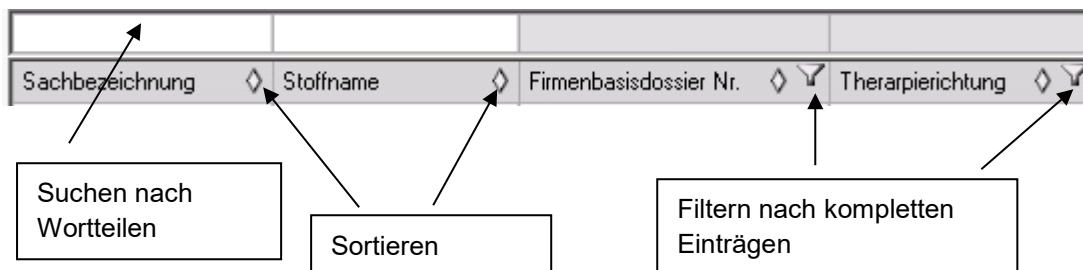 Sachbezeichnung Stoffname Firmenbasisdossier Nr. Therarpierichtung
Suchen nach
Wortteilen
Sortieren
Filtern nach kompletten
Einträgen